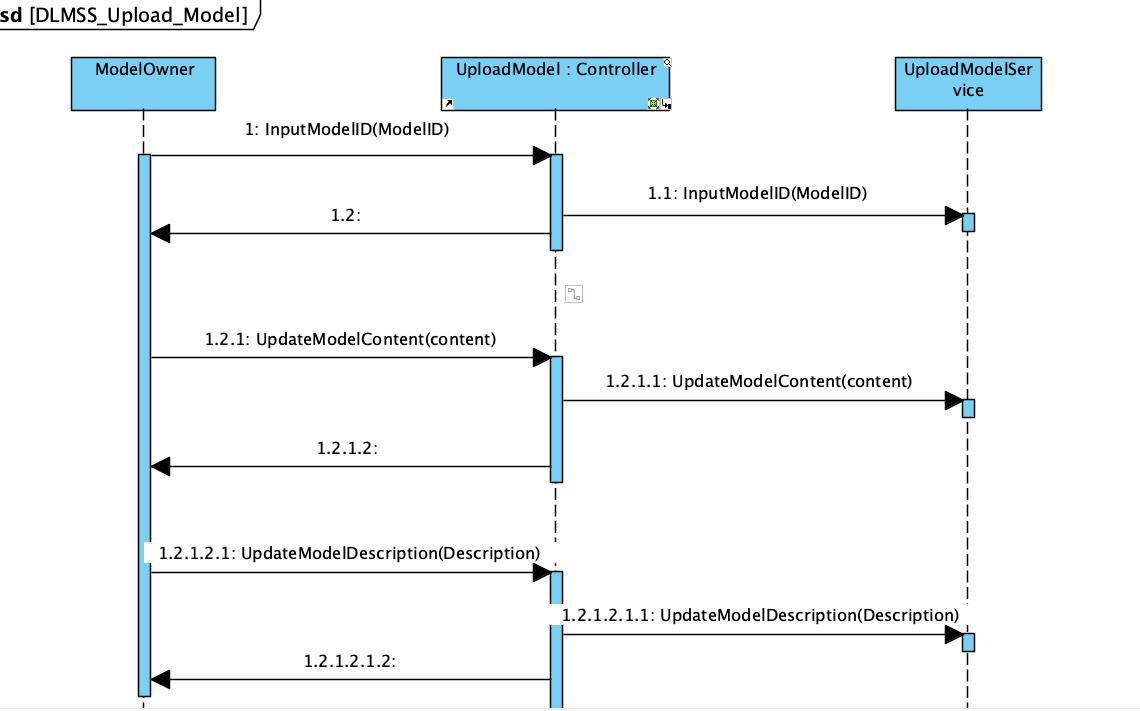 sd [DLMSS_Upload_Model]
ModelOwner
UploadModel : Controller
UploadModelSer
vice
1: InputModelID(ModelID)
1.1: InputModelID(ModelID)
1.2:
1.2.1: UpdateModelContent(content)
1.2.1.1: UpdateModelContent(content)
1.2.1.2:
1.2.1.2.1: UpdateModelDescription(Description)
1.2.1.2.1.1: UpdateModelDescription(Description)
1.2.1.2.1.2: